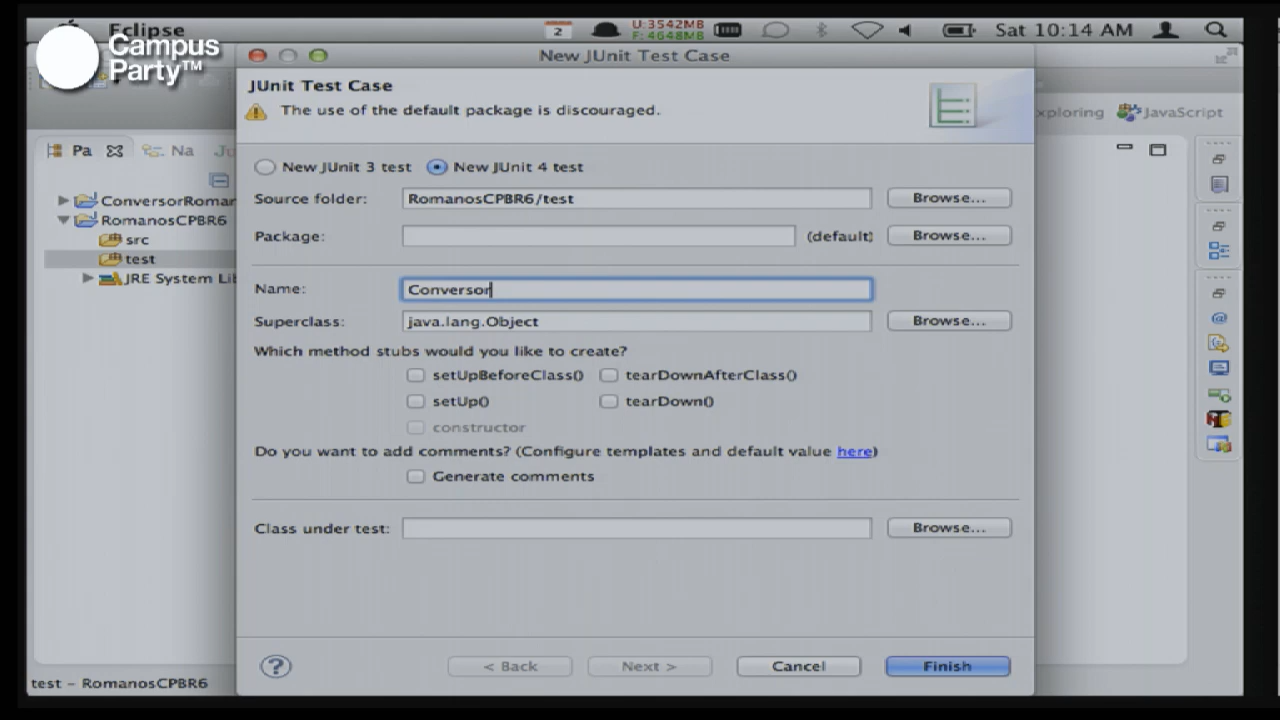 Eclipse
2
U:3542MB
F: 4648MB
Sat 10:14 AM
Campus
Party™
New JUnit Test Case
JUnit Test Case
The use of the default package is discouraged.
xploring
JavaScript
Pa
Na
Ju
New JUnit 3 test
New JUnit 4 test
ConversorRomar
RomanosCPBR6
src
test
JRE System Lib
Source folder:
RomanosCPBR6/test
Browse...
Package:
(default)
Browse...
Name:
Conversor
Superclass:
java.lang.Object
Browse...
Which method stubs would you like to create?
setUpBeforeClass()
tearDownAfterClass()
setUp()
tearDown()
constructor
Do you want to add comments? (Configure templates and default value here)
Generate comments
Class under test:
Browse...
?
< Back
Next >
Cancel
Finish
test – RomanosCPBR6